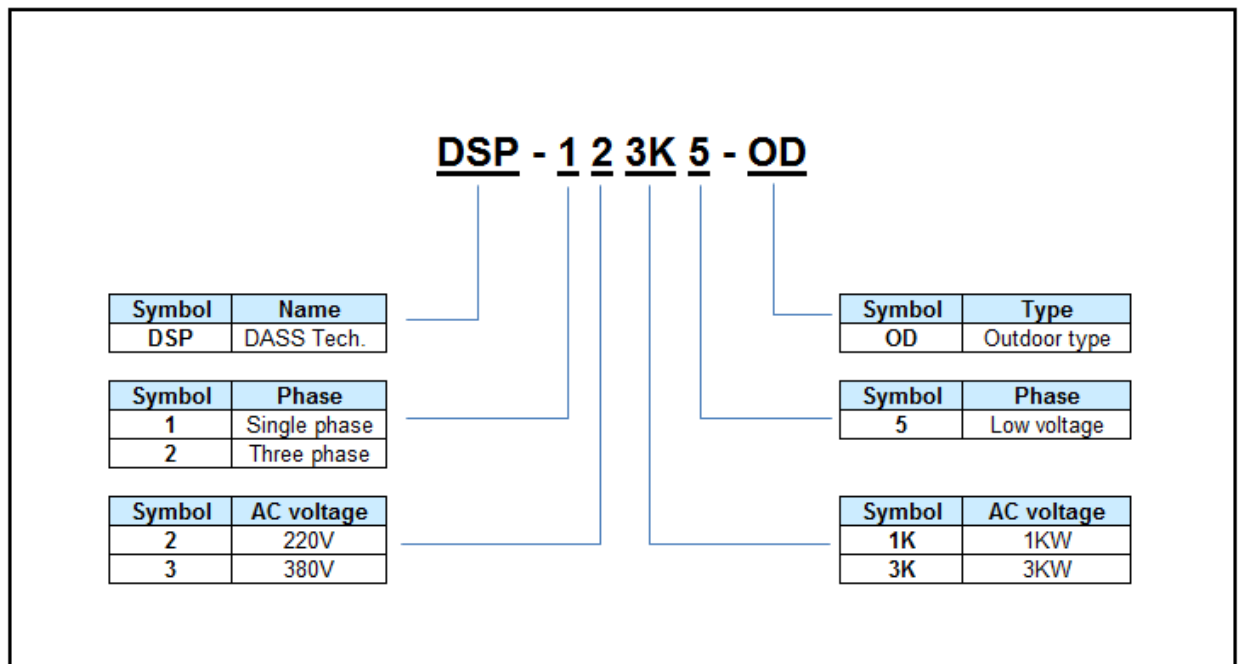 DSP - 1 2 3K 5 - OD
Symbol Name
DSP DASS Tech.
Symbol Phase
1 Single phase
2 Three phase
Symbol AC voltage
2 220V
3 380V
Symbol Type
OD Outdoor type
Symbol Phase
5 Low voltage
Symbol AC voltage
1K 1KW
3K 3KW